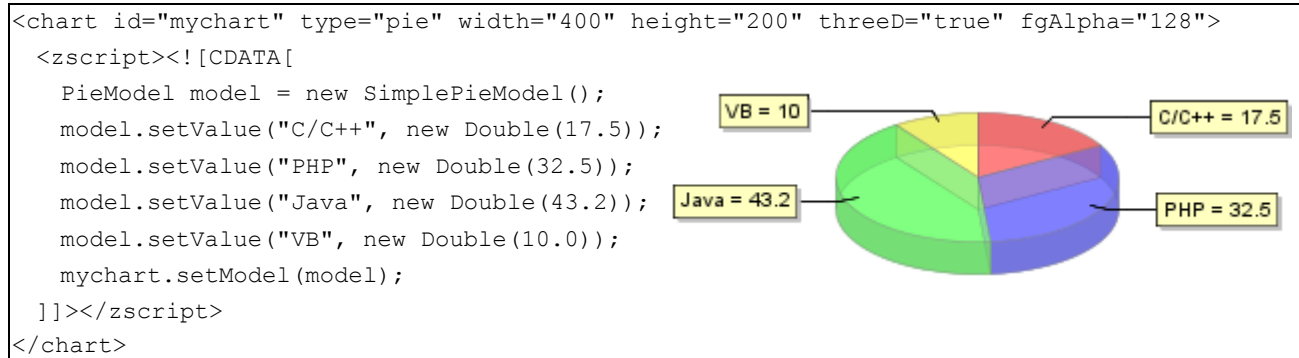 <chart id="mychart" type="pie" width="400" height="200" threeD="true" fgAlpha="128">
<zscript><![CDATA[
PieModel model = new SimplePieModel();
model.setValue("C/C++", new Double(17.5));
model.setValue("PHP", new Double(32.5));
model.setValue("Java", new Double(43.2));
model.setValue("VB", new Double(10.0));
mychart.setModel(model);
]]></zscript>
</chart>
VB = 10
C/C++ = 17.5
Java = 43.2
PHP = 32.5